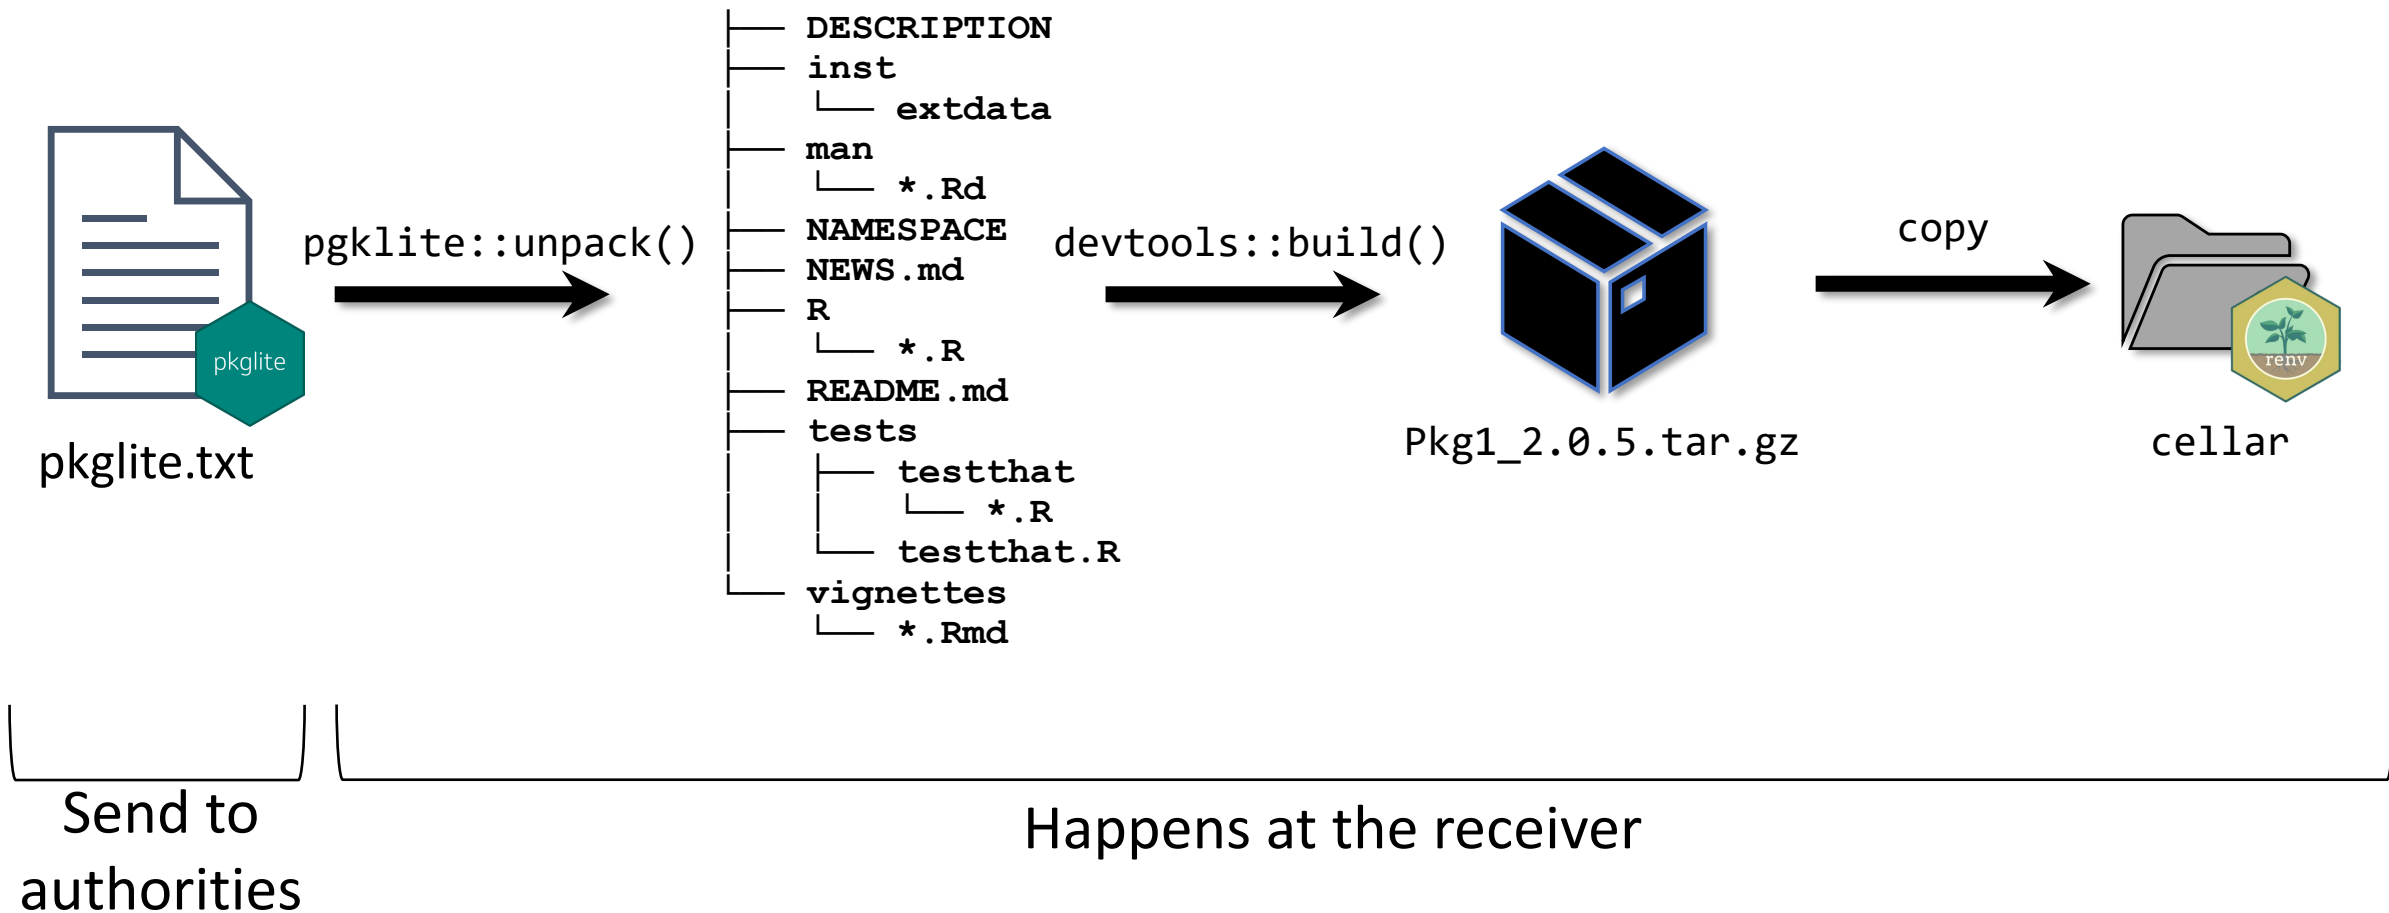 pkglite
pkglite.txt
pgklite::unpack()
├── DESCRIPTION
├── inst
│   └── extdata
├── man
│   └── *.Rd
├── NAMESPACE
├── NEWS.md
├── R
│   └── *.R
├── README.md
├── tests
│   ├── testthat
│   │   └── *.R
│   └── testthat.R
└── vignettes
    └── *.Rmd
devtools::build()
Pkg1_2.0.5.tar.gz
copy
renv
cellar
Send to
authorities
Happens at the receiver